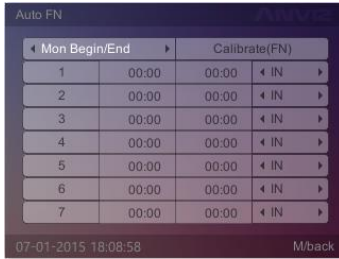 Auto FN ANVIZ
Mon Begin/End Calibrate(FN)
1 00:00 00:00 IN
2 00:00 00:00 IN
3 00:00 00:00 IN
4 00:00 00:00 IN
5 00:00 00:00 IN
6 00:00 00:00 IN
7 00:00 00:00 IN
07-01-2015 18:08:58 M/back